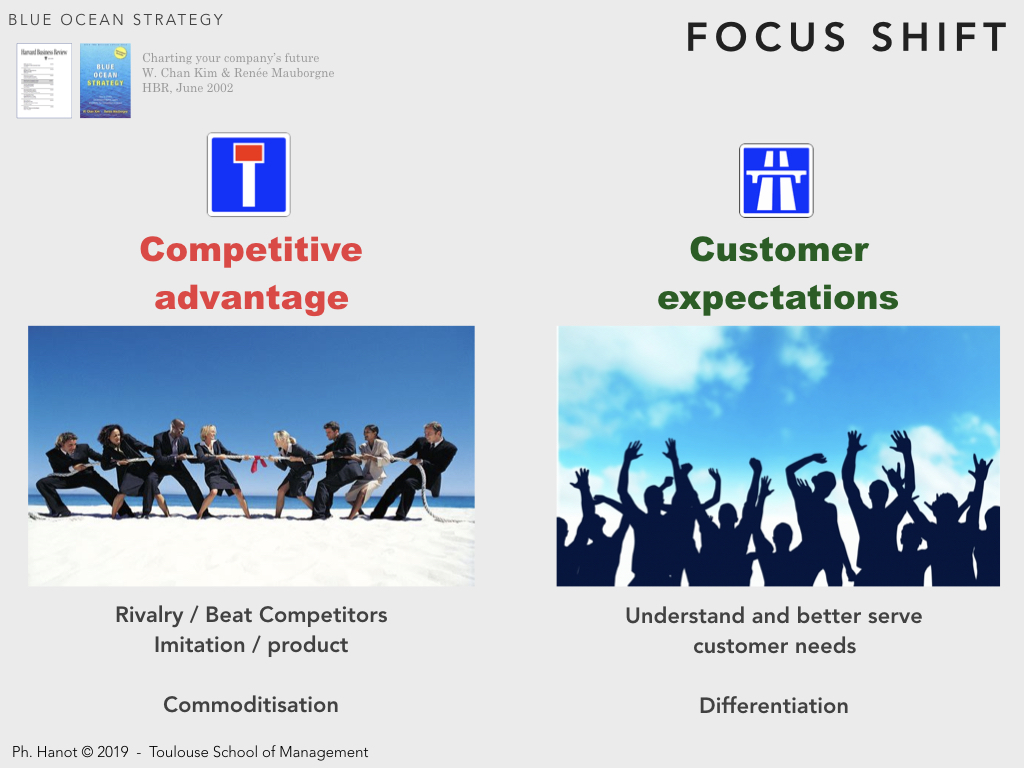 BLUE OCEAN STRATEGY
FOCUS SHIFT
Harvard Business Review
BLUE
OCEAN
STRATEGY
Charting your company's future
W. Chan Kim & Renée Mauborgne
HBR, June 2002
Competitive
advantage
Rivalry / Beat Competitors
Imitation / product
Commoditisation
Customer
expectations
Understand and better serve
customer needs
Differentiation
Ph. Hanot © 2019 - Toulouse School of Management